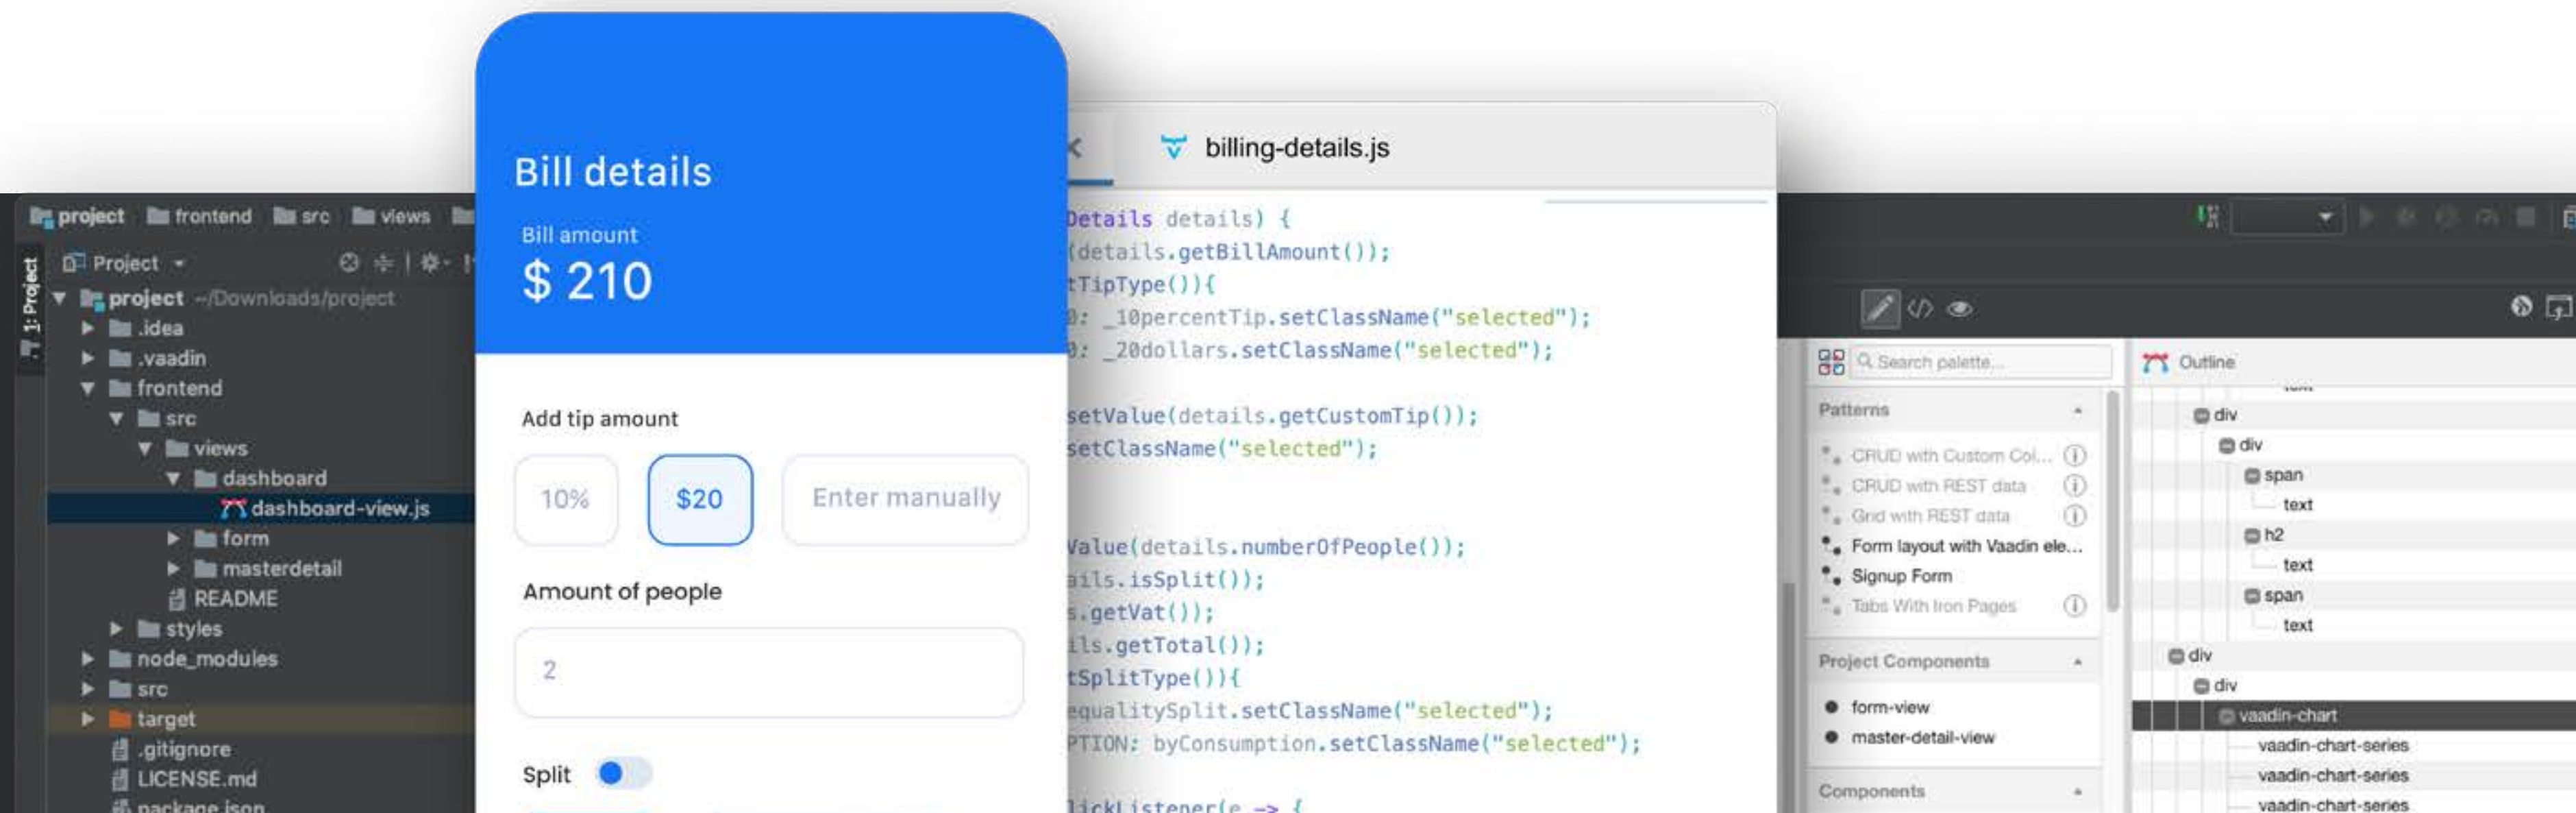 project frontend src views
Project
1: Project
project ~/Downloads/project
.idea
.vaadin
frontend
src
views
dashboard
dashboard-view.js
form
masterdetail
README
styles
node_modules
src
target
.gitignore
LICENSE.md
package.json
Bill details
Bill amount
$ 210
Add tip amount
10%
$20
Enter manually
Amount of people
2
Split
billing-details.js
Details details) {
(details.getBillAmount());
tTipType()){
0: _10percentTip.setClassName("selected");
0: _20dollars.setClassName("selected");
setValue(details.getCustomTip());
setClassName("selected");
Value(details.numberOfPeople());
ails.isSplit());
s.getVat());
ils.getTotal());
tSplitType()){
equalitySplit.setClassName("selected");
PTION: byConsumption.setClassName("selected");
lickListener(e -> {
Search palette...
Patterns
CRUD with Custom Col...
CRUD with REST data
Grid with REST data
Form layout with Vaadin ele...
Signup Form
Tabs With Iron Pages
Project Components
form-view
master-detail-view
Components
Outline
text
div
div
span
text
h2
text
span
text
div
div
vaadin-chart
vaadin-chart-series
vaadin-chart-series
vaadin-chart-series